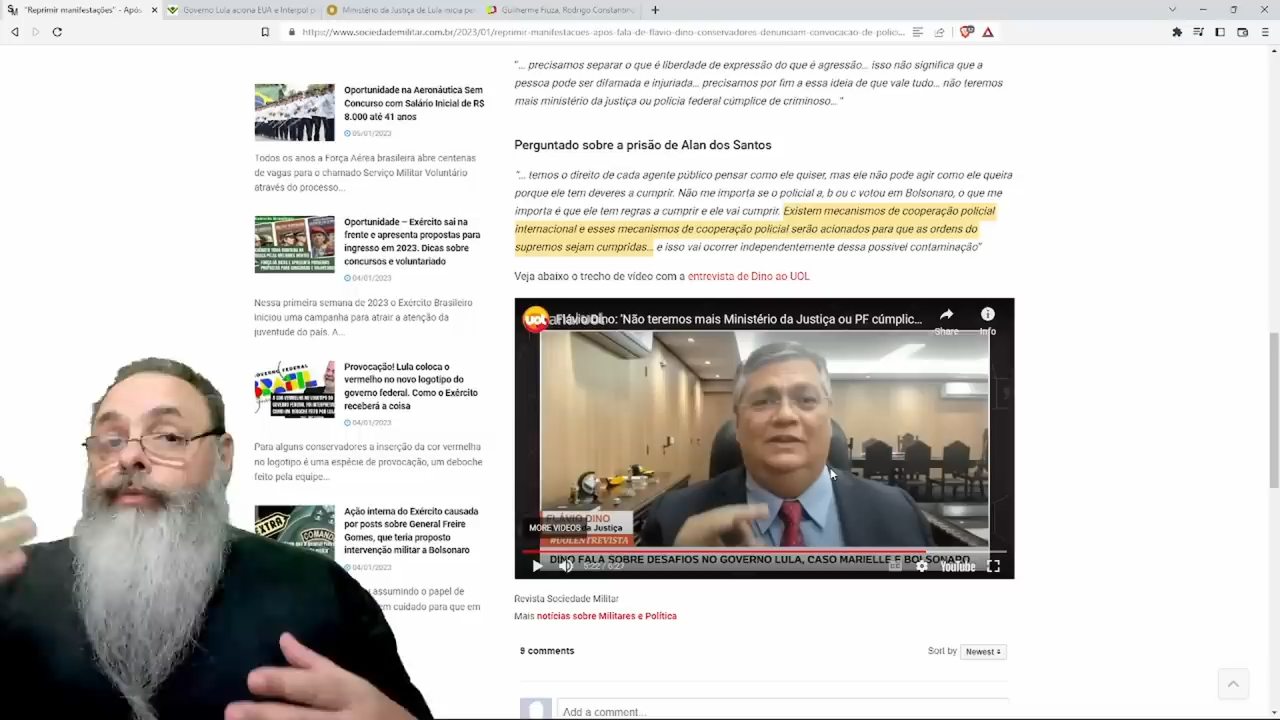 "Reprimir manifestações" - Após
Governo Lula aciona EUA e Interpol p
Ministério da Justiça de Lula inicia per
Guilherme Fiuza, Rodrigo Constantino
https://www.sociedademilitar.com.br/2023/01/reprimir-manifestacoes-apos-fala-de-flavio-dino-conservadores-denunciam-convocacao-de-polici...
Oportunidade na Aeronáutica Sem
Concurso com Salário Inicial de R$
8.000 até 41 anos
05/01/2023
Todos os anos a Força Aérea brasileira abre centenas
de vagas para o chamado Serviço Militar Voluntário
através do processo...
Oportunidade – Exército sai na
frente e apresenta propostas para
ingresso em 2023. Dicas sobre
concursos e voluntariado
04/01/2023
Nessa primeira semana de 2023 o Exército Brasileiro
iniciou uma campanha para atrair a atenção da
juventude do país. A...
Provocação! Lula coloca o
vermelho no novo logotipo do
governo federal. Como o Exército
receberá a coisa
04/01/2023
Para alguns conservadores a inserção da cor vermelha
no logotipo é uma espécie de provocação, um deboche
feito pela equipe...
Ação interna do Exército causada
por posts sobre General Freire
Gomes, que teria proposto
intervenção militar a Bolsonaro
04/01/2023
assumindo o papel de
em cuidado para que em
"... precisamos separar o que é liberdade de expressão do que é agressão... isso não significa que a
pessoa pode ser difamada e injuriada... precisamos por fim a essa ideia de que vale tudo... não teremos
mais ministério da justiça ou polícia federal cúmplice de criminoso..."
Perguntado sobre a prisão de Alan dos Santos
"... temos o direito de cada agente público pensar como ele quiser, mas ele não pode agir como ele queira
porque ele tem deveres a cumprir. Não me importa se o policial a, b ou c votou em Bolsonaro, o que me
importa é que ele tem regras a cumprir e ele vai cumprir. Existem mecanismos de cooperação policial
internacional e esses mecanismos de cooperação policial serão acionados para que as ordens do
supremos sejam cumpridas... e isso vai ocorrer independentemente dessa possível contaminação"
Veja abaixo o trecho de vídeo com a entrevista de Dino ao UOL
uol
Flávio Dino: 'Não teremos mais Ministério da Justiça ou PF cúmplic...
Share
Info
FLÁVIO DINO
da Justiça
MORE VIDEOS
#UOLENTREVISTA
DINO FALA SOBRE DESAFIOS NO GOVERNO LULA, CASO MARIELLE E BOLSONARO
5:22 / 6:27
YouTube
Revista Sociedade Militar
Mais notícias sobre Militares e Política
9 comments
Sort by Newest
Add a comment...